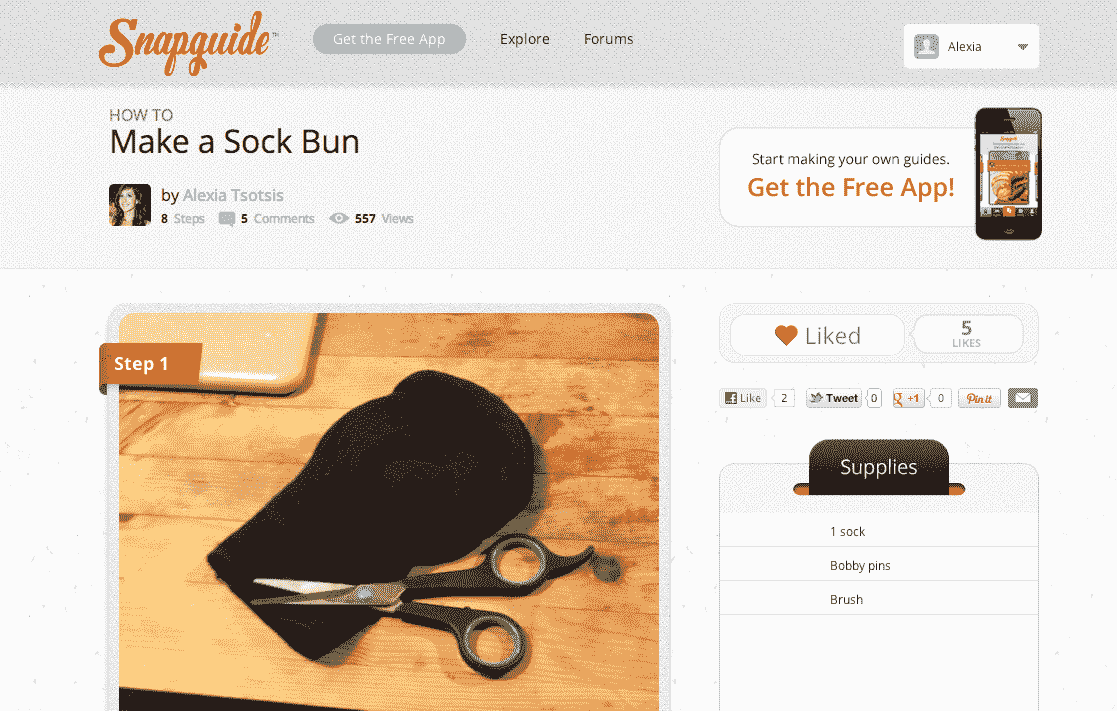 Snapguide™
Get the Free App
Explore
Forums
Alexia
HOW TO
Make a Sock Bun
by Alexia Tsotsis
8 Steps 5 Comments 557 Views
Start making your own guides.
Get the Free App!
Step 1
Liked
5
LIKES
Like 2 Tweet 0 +1 0 Pin it
Supplies
1 sock
Bobby pins
Brush